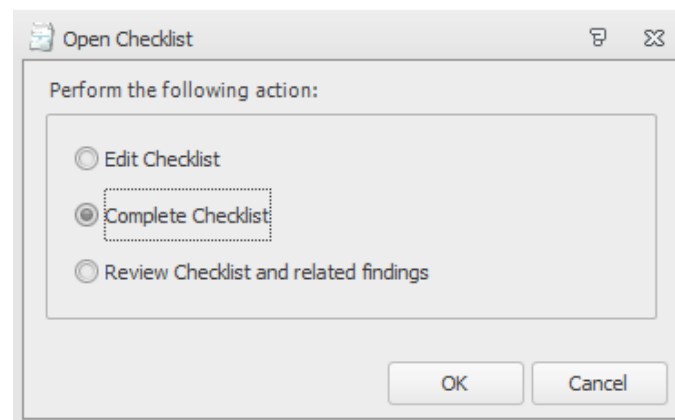 Open Checklist
Perform the following action:
Edit Checklist
Complete Checklist
Review Checklist and related findings
OK
Cancel